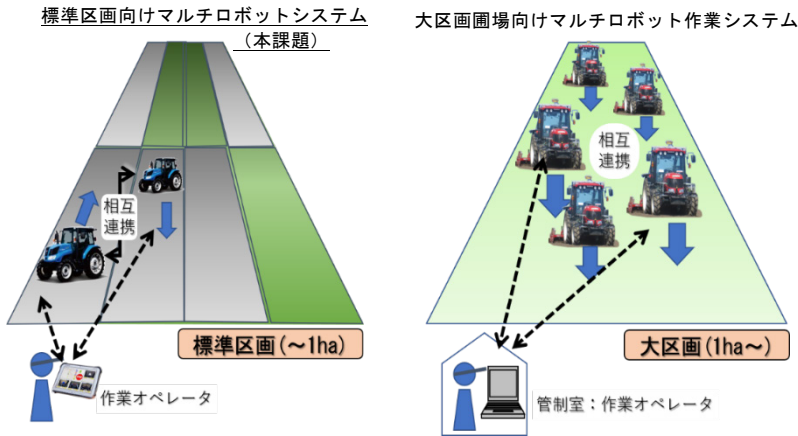 標準区画向けマルチロボットシステム
（本課題）
相互
連携
標準区画(～1ha)
作業オペレータ
大区画圃場向けマルチロボット作業システム
相互
連携
大区画(1ha～)
管制室：作業オペレータ